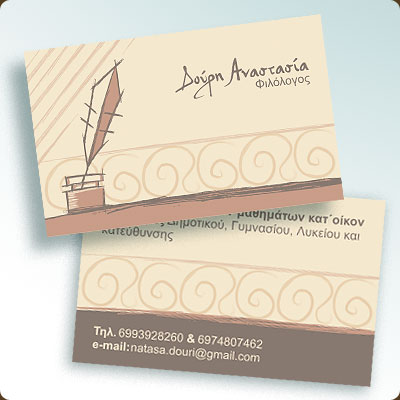 Δούρη Αναστασία
Φιλόλογος
μαθημάτων κατ΄οίκον
Δημοτικού, Γυμνασίου, Λυκείου και
κατεύθυνσης
Τηλ. 6993928260 & 6974807462
e-mail: natasa.douri@gmail.com